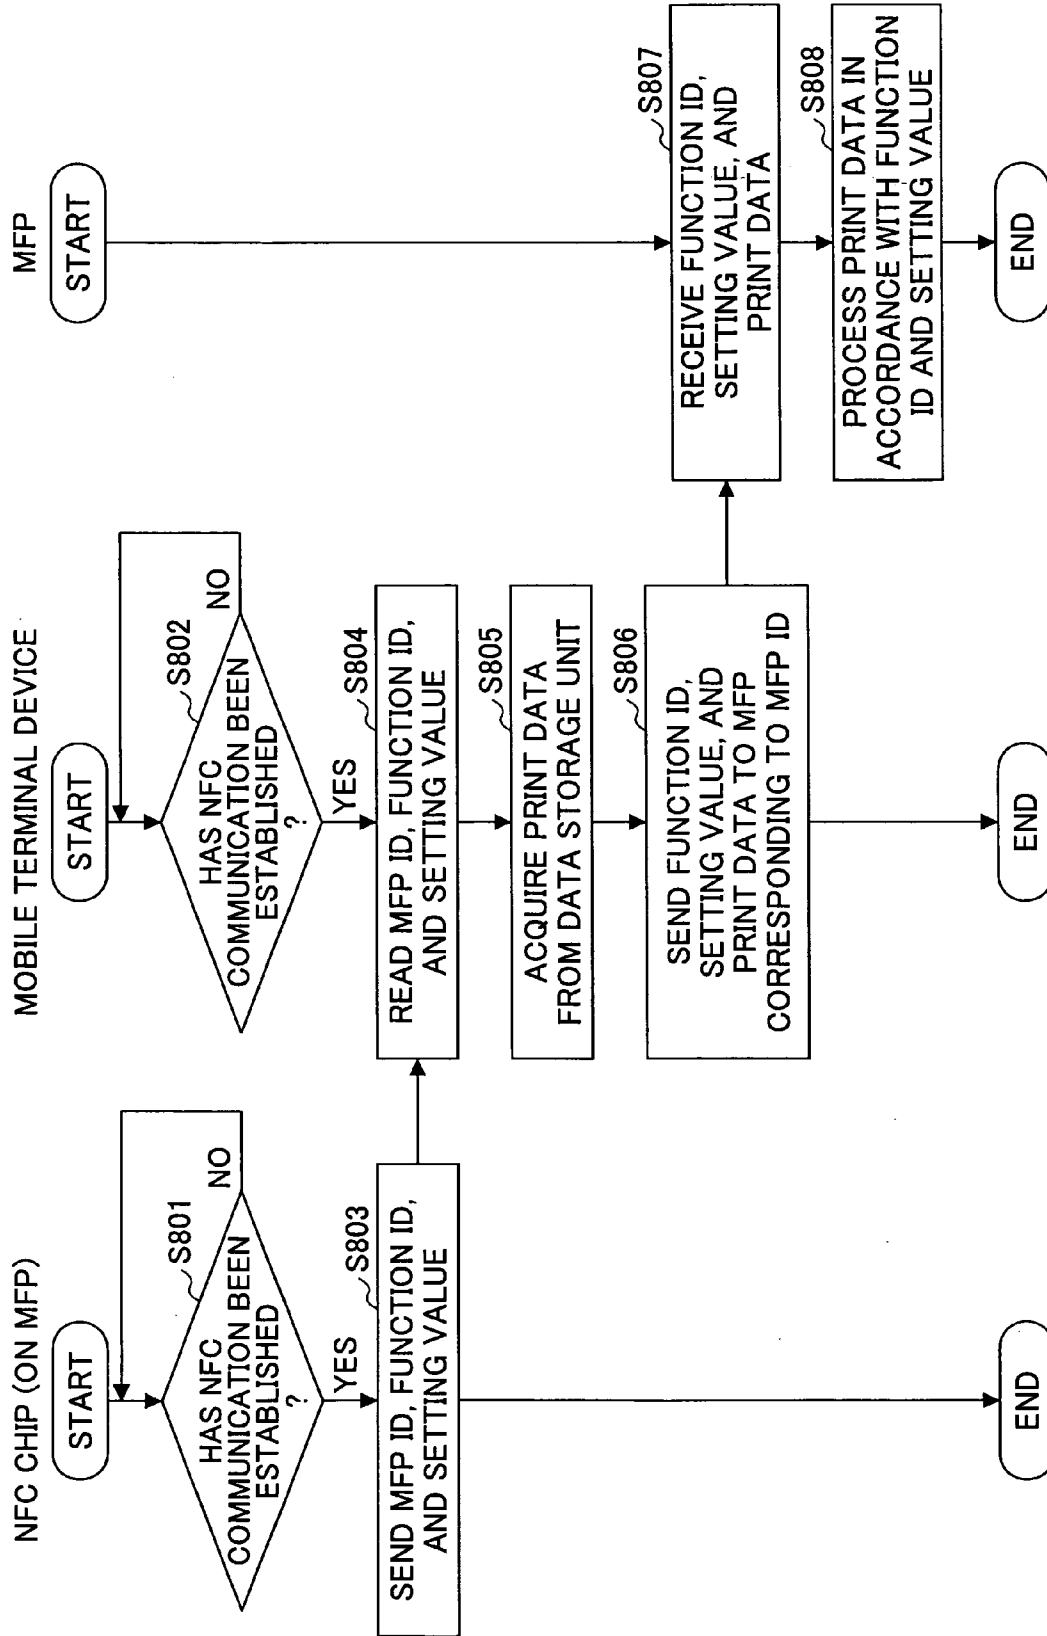 NFC CHIP (ON MFP)
START
HAS NFC
COMMUNICATION BEEN
ESTABLISHED
?
S801
NO
YES
SEND MFP ID, FUNCTION ID,
AND SETTING VALUE
S803
END
MOBILE TERMINAL DEVICE
START
HAS NFC
COMMUNICATION BEEN
ESTABLISHED
?
S802
NO
YES
READ MFP ID, FUNCTION ID,
AND SETTING VALUE
S804
ACQUIRE PRINT DATA
FROM DATA STORAGE UNIT
S805
SEND FUNCTION ID,
SETTING VALUE, AND
PRINT DATA TO MFP
CORRESPONDING TO MFP ID
S806
END
MFP
START
RECEIVE FUNCTION ID,
SETTING VALUE, AND
PRINT DATA
S807
PROCESS PRINT DATA IN
ACCORDANCE WITH FUNCTION
ID AND SETTING VALUE
S808
END